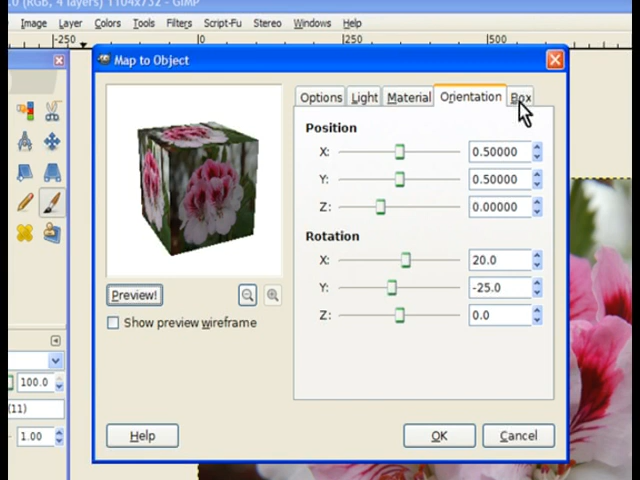 .0 (RGB, 4 layers) 1104x732 - GIMP
Image Layer Colors Tools Filters Script-Fu Stereo Windows Help
-250 0 250 500
Map to Object
Options Light Material Orientation Box
Position
X: 0.50000
Y: 0.50000
Z: 0.00000
Rotation
X: 20.0
Y: -25.0
Z: 0.0
Preview!
Show preview wireframe
100.0
(11)
1.00
Help OK Cancel